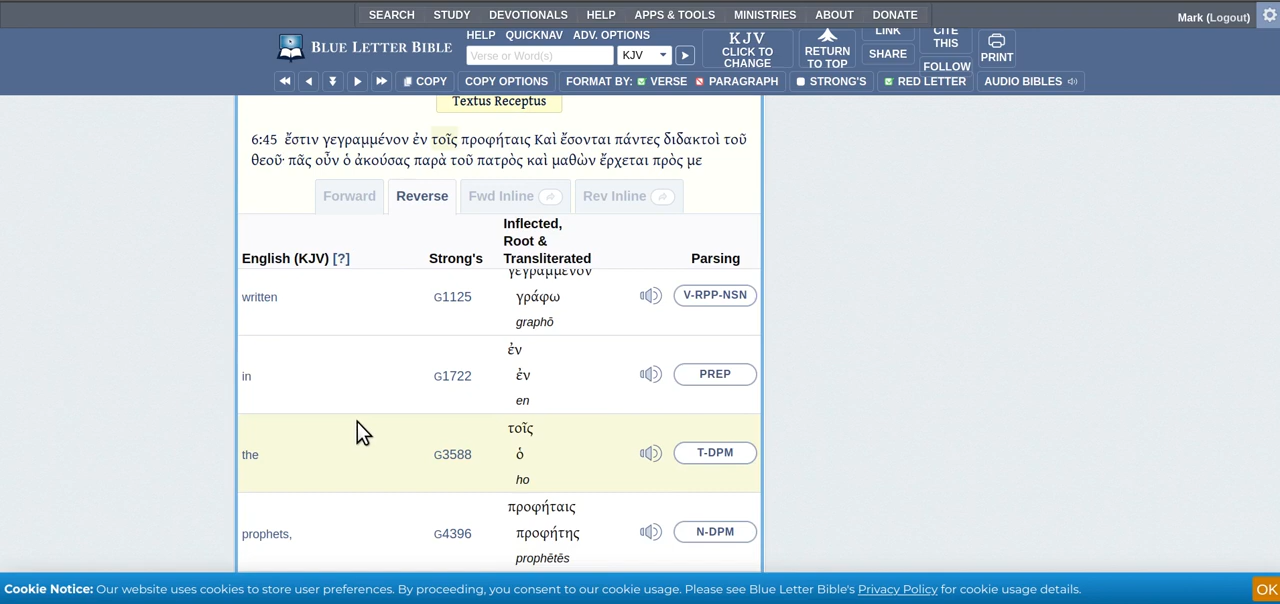 SEARCH STUDY DEVOTIONALS HELP APPS & TOOLS MINISTRIES ABOUT DONATE
Mark (Logout)
BLUE LETTER BIBLE
HELP QUICKNAV ADV. OPTIONS
Verse or Word(s) KJV
KJV
CLICK TO
CHANGE
RETURN
TO TOP
LINK
SHARE
CITE
THIS
FOLLOW
PRINT
COPY COPY OPTIONS FORMAT BY: VERSE PARAGRAPH STRONG'S RED LETTER AUDIO BIBLES
Textus Receptus
6:45 ἔστιν γεγραμμένον ἐν τοῖς προφήταις Καὶ ἔσονται πάντες διδακτοὶ τοῦ
θεοῦ· πᾶς οὖν ὁ ἀκούσας παρὰ τοῦ πατρὸς καὶ μαθὼν ἔρχεται πρὸς με
Forward Reverse Fwd Inline Rev Inline
Inflected,
Root &
English (KJV) [?] Strong's Transliterated Parsing
γεγραμμένον
written G1125 γράφω V-RPP-NSN
graphō
ἐν
in G1722 ἐν PREP
en
τοῖς
the G3588 ὁ T-DPM
ho
προφήταις
prophets, G4396 προφήτης N-DPM
prophētēs
Cookie Notice: Our website uses cookies to store user preferences. By proceeding, you consent to our cookie usage. Please see Blue Letter Bible's Privacy Policy for cookie usage details. OK